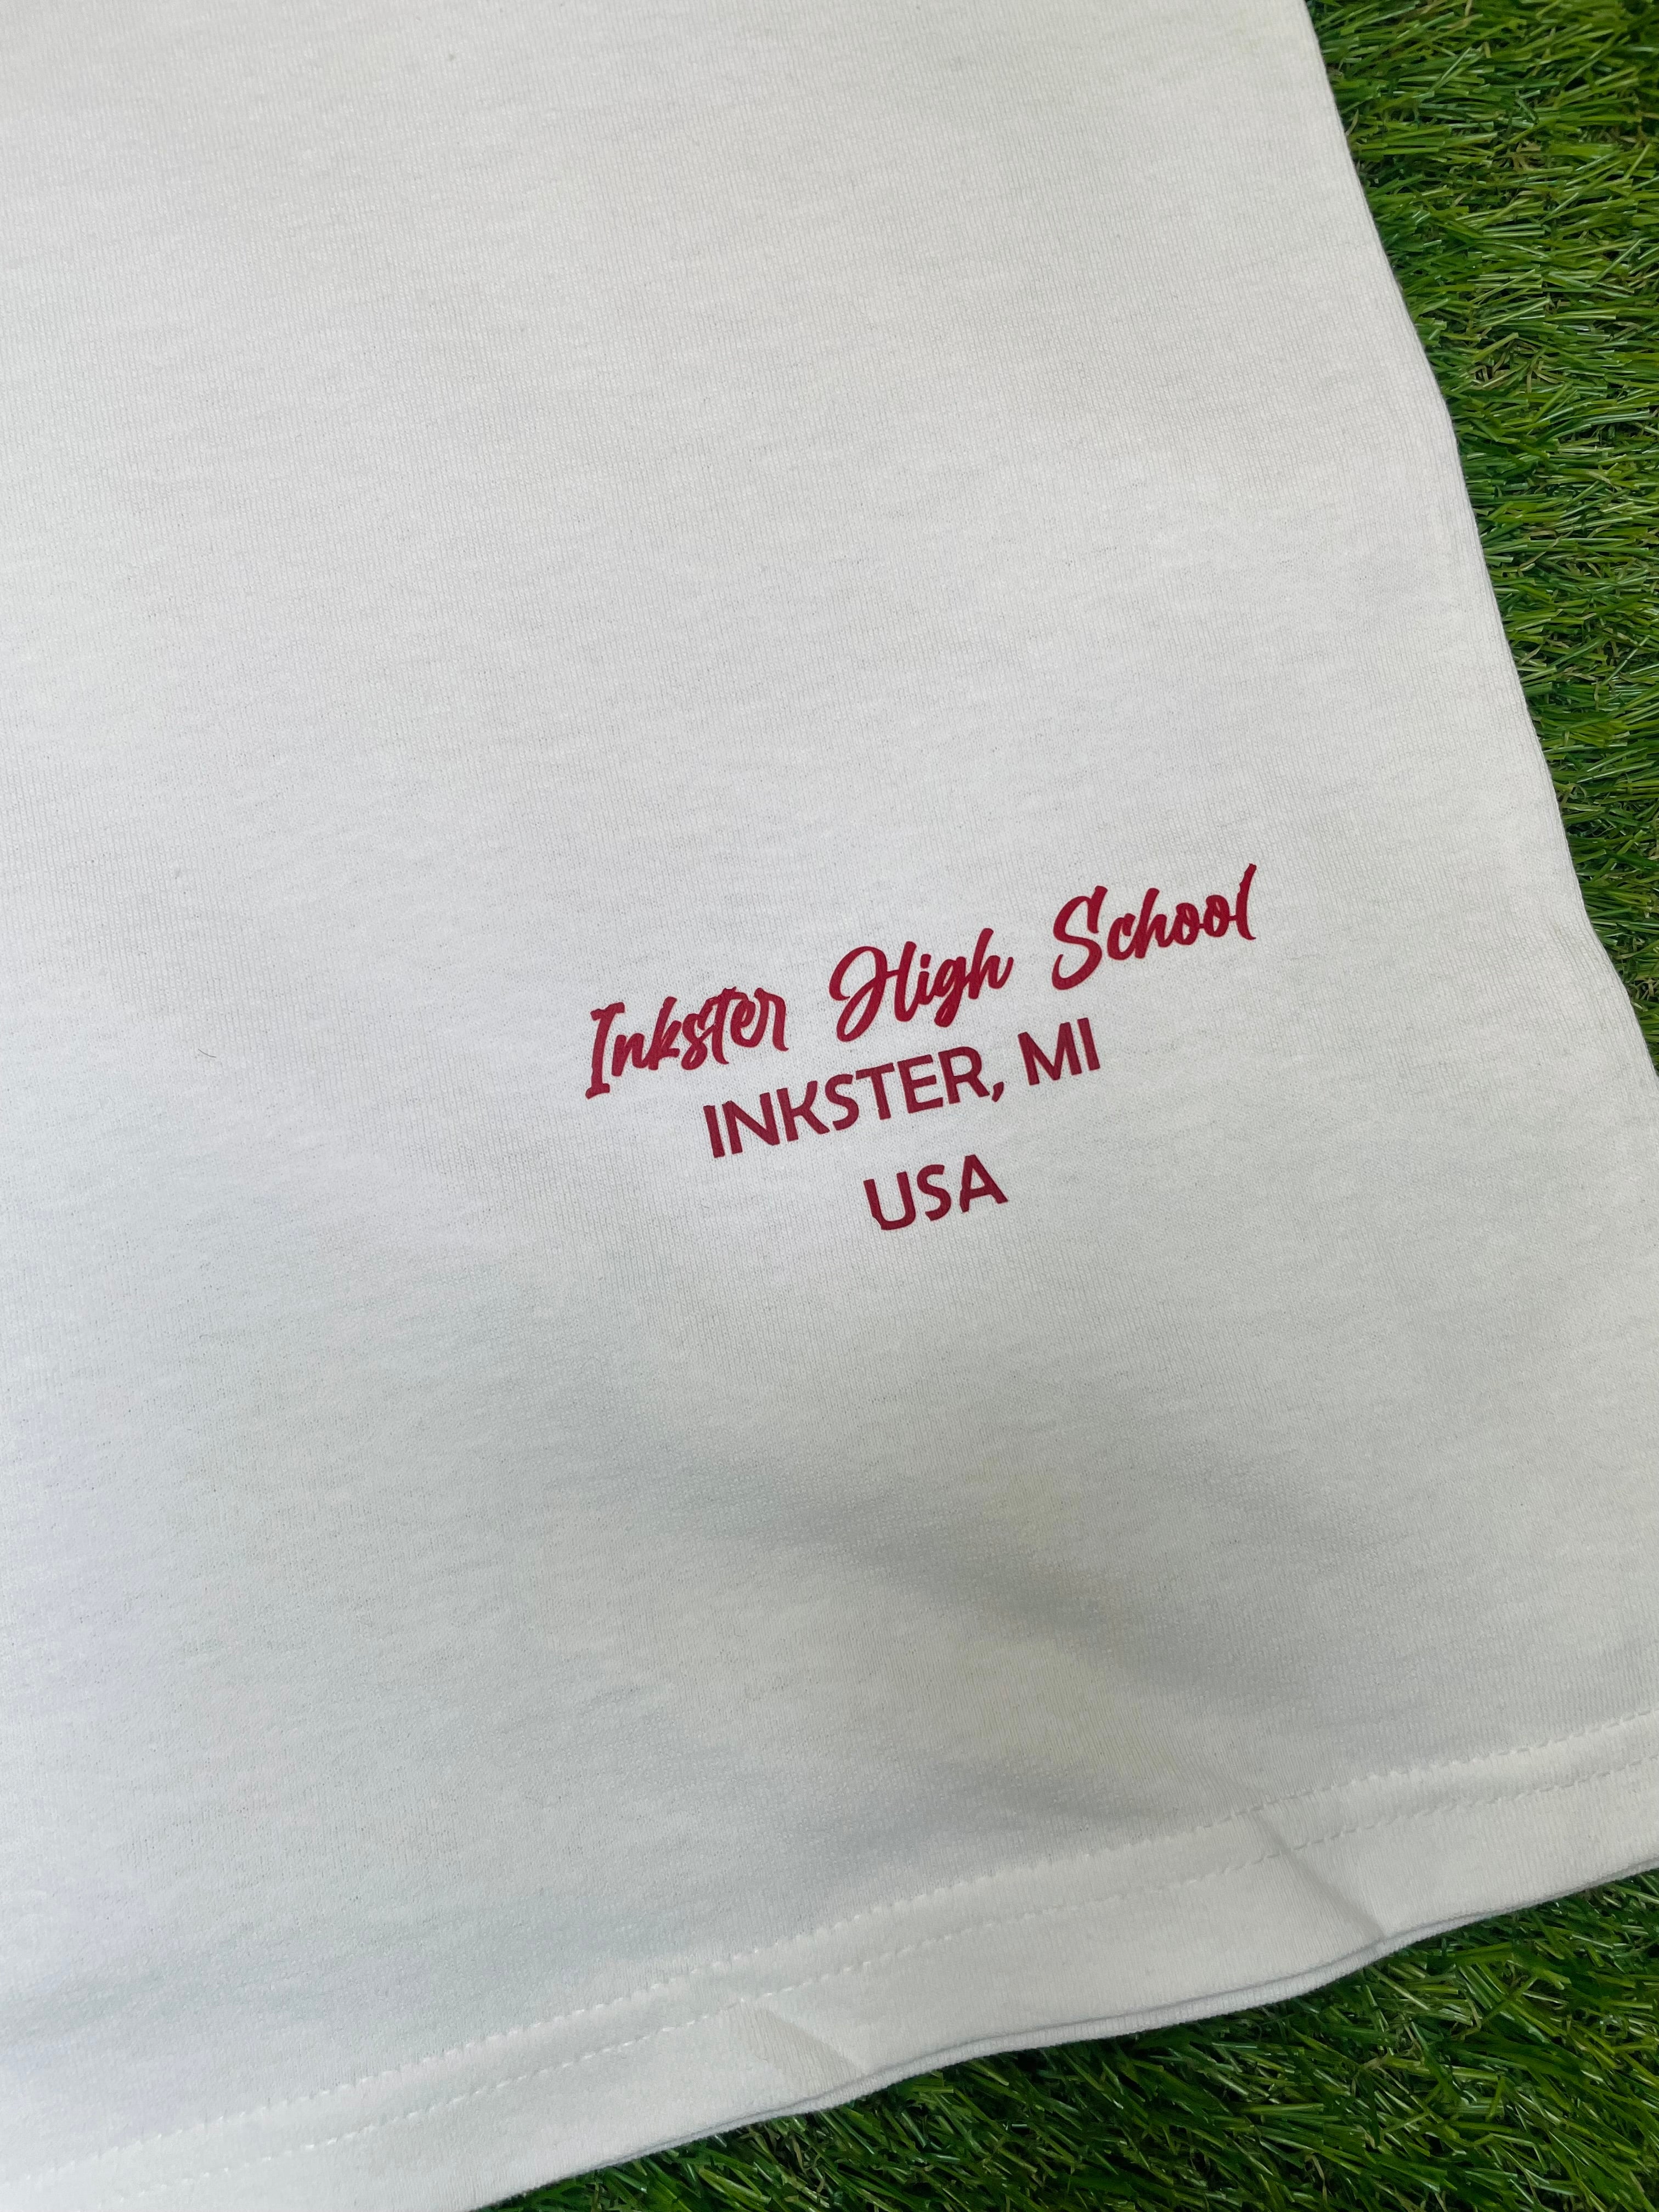 Inkster High School
INKSTER, MI
USA